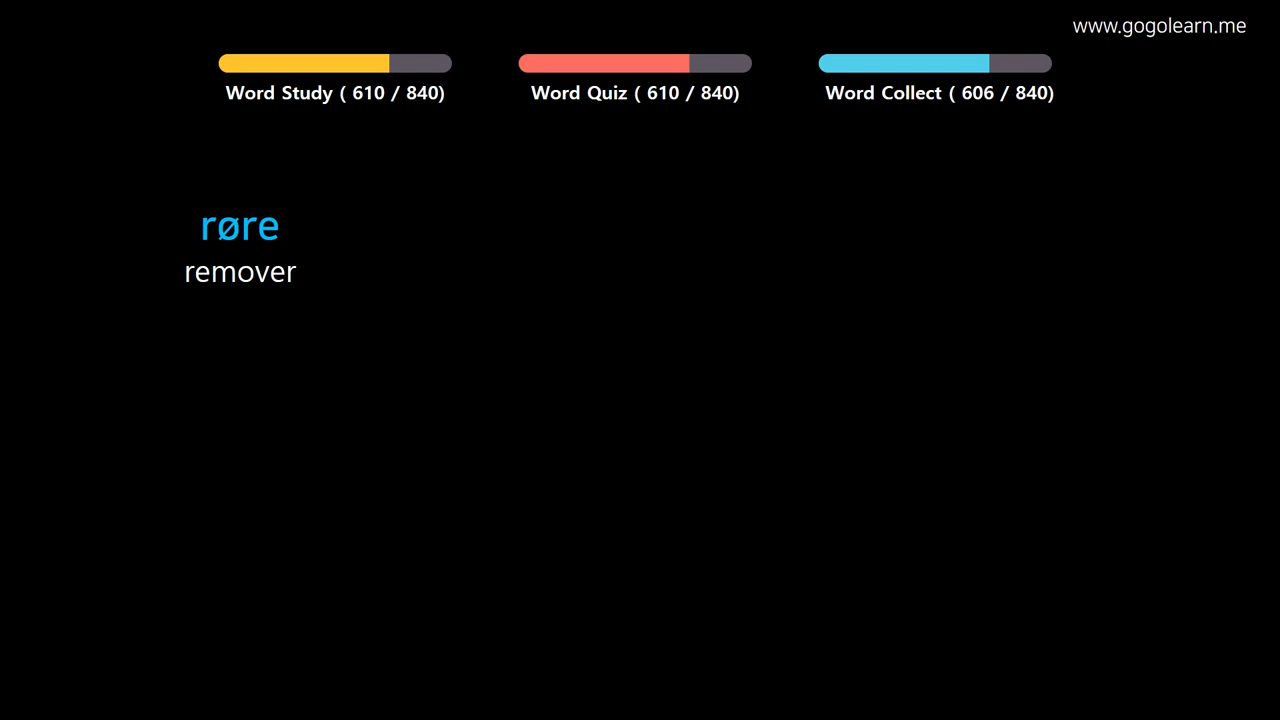 www.gogolearn.me
Word Study ( 610 / 840)
Word Quiz ( 610 / 840)
Word Collect ( 606 / 840)
røre
remover